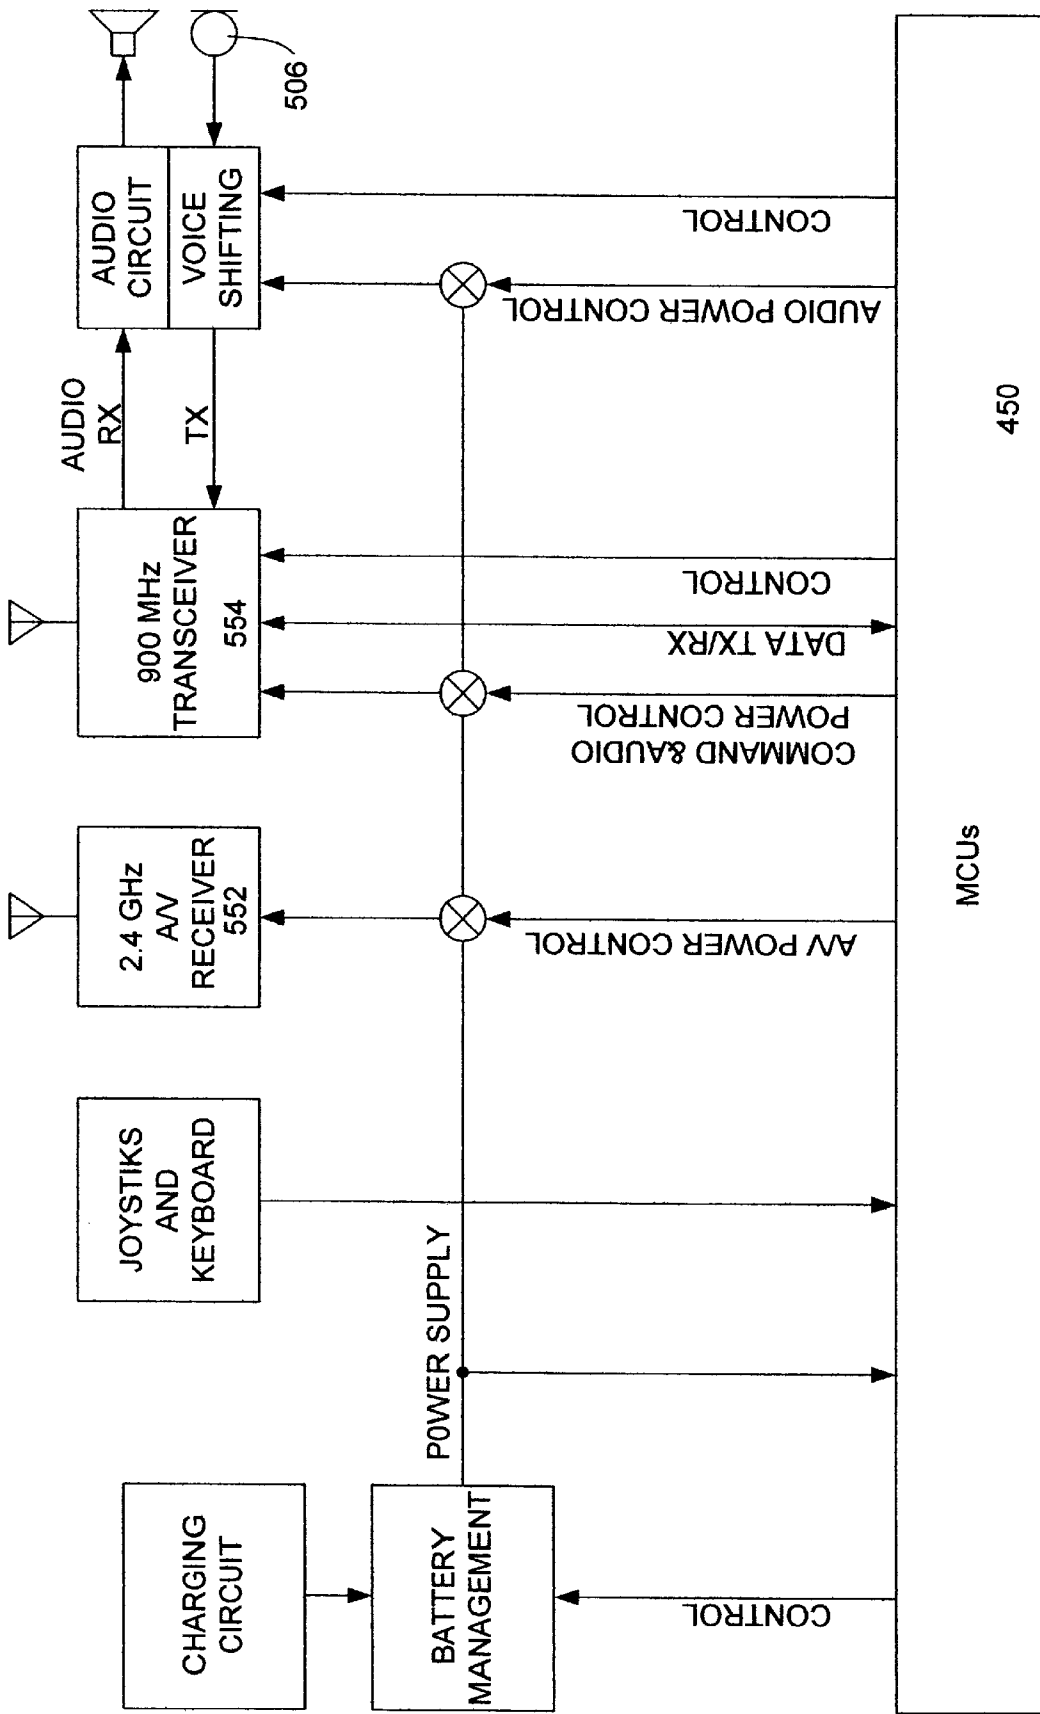 CHARGING
CIRCUIT
BATTERY
MANAGEMENT
P0WER SUPPLY
JOYSTIKS
AND
KEYBOARD
2.4 GHz
A/V
RECEIVER
552
900 MHz
TRANSCEIVER
554
AUDIO
RX
TX
AUDIO
CIRCUIT
VOICE
SHIFTING
506
CONTROL
A/V POWER CONTROL
COMMAND &AUDIO
POWER CONTROL
DATA TX/RX
CONTROL
AUDIO POWER CONTROL
CONTROL
MCUs
450